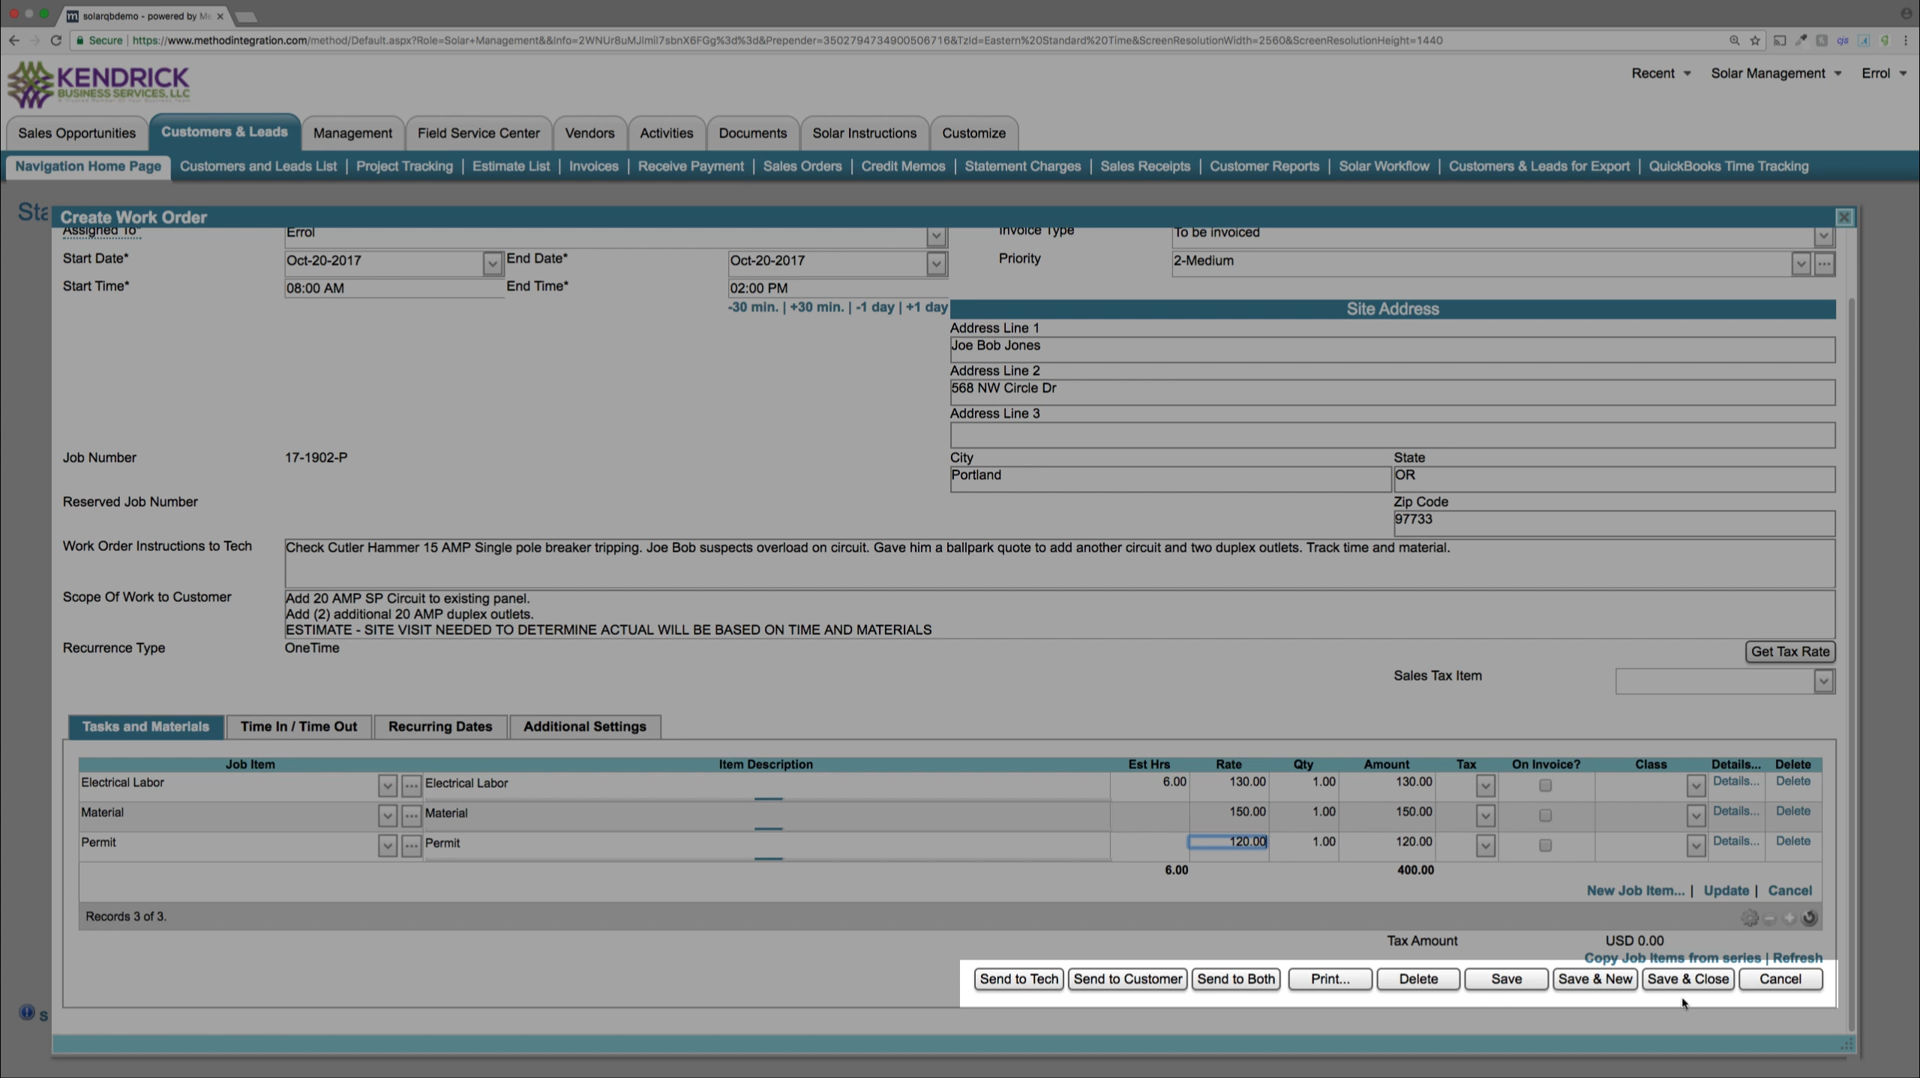 solarqbdemo - powered by Me
Secure | https://www.methodintegration.com/method/Default.aspx?Role=Solar+Management&&Info=2WNUr8uMJImiI7sbnX6FGg%3d%3d&Prepender=3502794734900506716&TzId=Eastern%20Standard%20Time&ScreenResolutionWidth=2560&ScreenResolutionHeight=1440
KENDRICK
BUSINESS SERVICES, LLC
Recent Solar Management Errol
Sales Opportunities Customers & Leads Management Field Service Center Vendors Activities Documents Solar Instructions Customize
Navigation Home Page Customers and Leads List | Project Tracking | Estimate List | Invoices | Receive Payment | Sales Orders | Credit Memos | Statement Charges | Sales Receipts | Customer Reports | Solar Workflow | Customers & Leads for Export | QuickBooks Time Tracking
Sta
Create Work Order
Assigned To* Errol Invoice Type To be invoiced
Start Date* Oct-20-2017 End Date* Oct-20-2017 Priority 2-Medium
Start Time* 08:00 AM End Time* 02:00 PM
-30 min. | +30 min. | -1 day | +1 day
Site Address
Address Line 1
Joe Bob Jones
Address Line 2
568 NW Circle Dr
Address Line 3
Job Number 17-1902-P
City State
Portland OR
Reserved Job Number
Zip Code
97733
Work Order Instructions to Tech Check Cutler Hammer 15 AMP Single pole breaker tripping. Joe Bob suspects overload on circuit. Gave him a ballpark quote to add another circuit and two duplex outlets. Track time and material.
Scope Of Work to Customer Add 20 AMP SP Circuit to existing panel.
Add (2) additional 20 AMP duplex outlets.
ESTIMATE - SITE VISIT NEEDED TO DETERMINE ACTUAL WILL BE BASED ON TIME AND MATERIALS
Recurrence Type OneTime
Get Tax Rate
Sales Tax Item
Tasks and Materials Time In / Time Out Recurring Dates Additional Settings
Job Item Item Description Est Hrs Rate Qty Amount Tax On Invoice? Class Details... Delete
Electrical Labor Electrical Labor 6.00 130.00 1.00 130.00 Details... Delete
Material Material 150.00 1.00 150.00 Details... Delete
Permit Permit 120.00 1.00 120.00 Details... Delete
6.00 400.00
New Job Item... | Update | Cancel
Records 3 of 3.
Tax Amount USD 0.00
Copy Job Items from series | Refresh
Send to Tech Send to Customer Send to Both Print... Delete Save Save & New Save & Close Cancel
S